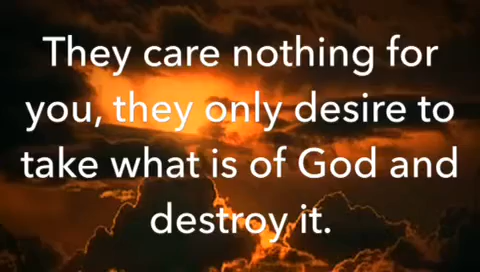 They care nothing for
you, they only desire to
take what is of God and
destroy it.